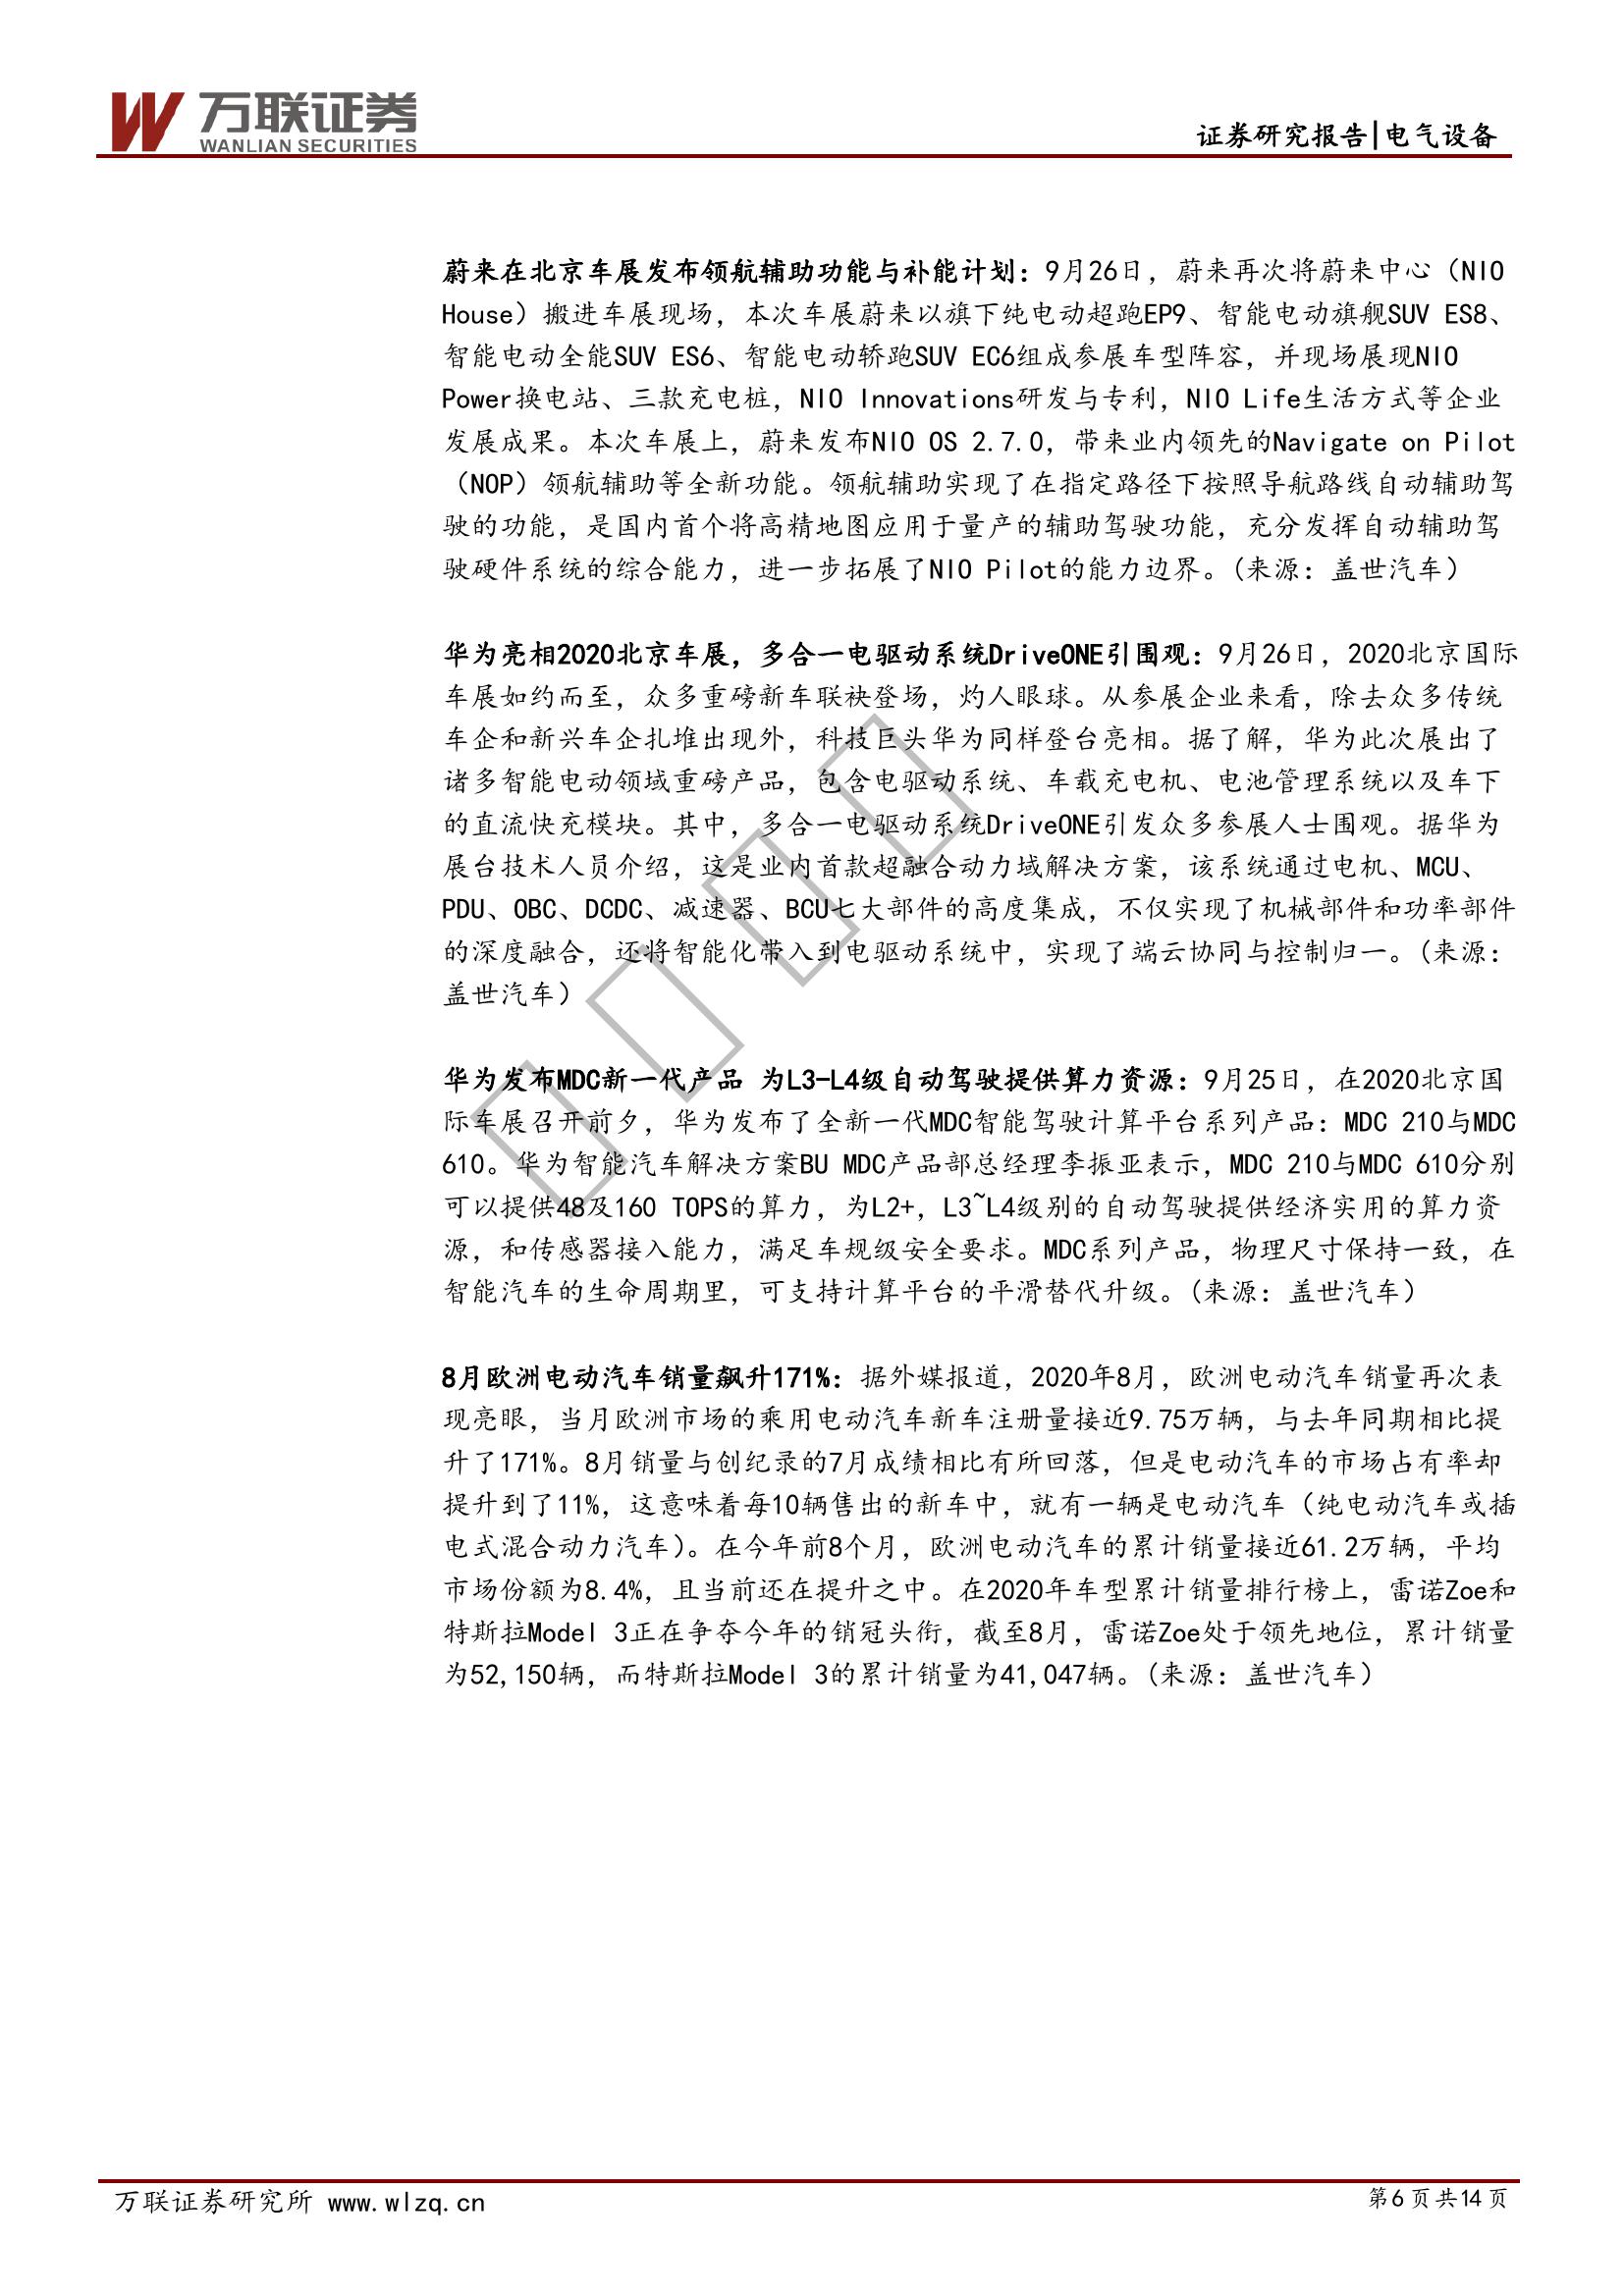 万联证券
WANLIAN SECURITIES
证券研究报告|电气设备
蔚来在北京车展发布领航辅助功能与补能计划：9月26日，蔚来再次将蔚来中心（NIO
House）搬进车展现场，本次车展蔚来以旗下纯电动超跑EP9、智能电动旗舰SUV ES8、
智能电动全能SUV ES6、智能电动轿跑SUV EC6组成参展车型阵容，并现场展现NIO
Power换电站、三款充电桩，NIO Innovations研发与专利，NIO Life生活方式等企业
发展成果。本次车展上，蔚来发布NIO OS 2.7.0，带来业内领先的Navigate on Pilot
（NOP）领航辅助等全新功能。领航辅助实现了在指定路径下按照导航路线自动辅助驾
驶的功能，是国内首个将高精地图应用于量产的辅助驾驶功能，充分发挥自动辅助驾
驶硬件系统的综合能力，进一步拓展了NIO Pilot的能力边界。(来源：盖世汽车）
华为亮相2020北京车展，多合一电驱动系统DriveONE引围观：9月26日，2020北京国际
车展如约而至，众多重磅新车联袂登场，灼人眼球。从参展企业来看，除去众多传统
车企和新兴车企扎堆出现外，科技巨头华为同样登台亮相。据了解，华为此次展出了
诸多智能电动领域重磅产品，包含电驱动系统、车载充电机、电池管理系统以及车下
的直流快充模块。其中，多合一电驱动系统DriveONE引发众多参展人士围观。据华为
展台技术人员介绍，这是业内首款超融合动力域解决方案，该系统通过电机、MCU、
PDU、OBC、DCDC、减速器、BCU七大部件的高度集成，不仅实现了机械部件和功率部件
的深度融合，还将智能化带入到电驱动系统中，实现了端云协同与控制归一。(来源：
盖世汽车）
华为发布MDC新一代产品 为L3-L4级自动驾驶提供算力资源：9月25日，在2020北京国
际车展召开前夕，华为发布了全新一代MDC智能驾驶计算平台系列产品：MDC 210与MDC
610。华为智能汽车解决方案BU MDC产品部总经理李振亚表示，MDC 210与MDC 610分别
可以提供48及160 TOPS的算力，为L2+，L3~L4级别的自动驾驶提供经济实用的算力资
源，和传感器接入能力，满足车规级安全要求。MDC系列产品，物理尺寸保持一致，在
智能汽车的生命周期里，可支持计算平台的平滑替代升级。(来源：盖世汽车）
8月欧洲电动汽车销量飙升171%：据外媒报道，2020年8月，欧洲电动汽车销量再次表
现亮眼，当月欧洲市场的乘用电动汽车新车注册量接近9.75万辆，与去年同期相比提
升了171%。8月销量与创纪录的7月成绩相比有所回落，但是电动汽车的市场占有率却
提升到了11%，这意味着每10辆售出的新车中，就有一辆是电动汽车（纯电动汽车或插
电式混合动力汽车)。在今年前8个月，欧洲电动汽车的累计销量接近61.2万辆，平均
市场份额为8.4%，且当前还在提升之中。在2020年车型累计销量排行榜上，雷诺Zoe和
特斯拉Model 3正在争夺今年的销冠头衔，截至8月，雷诺Zoe处于领先地位，累计销量
为52,150辆，而特斯拉Model 3的累计销量为41,047辆。(来源：盖世汽车）
万联证券研究所 www.wlzq.cn
第6页共14页